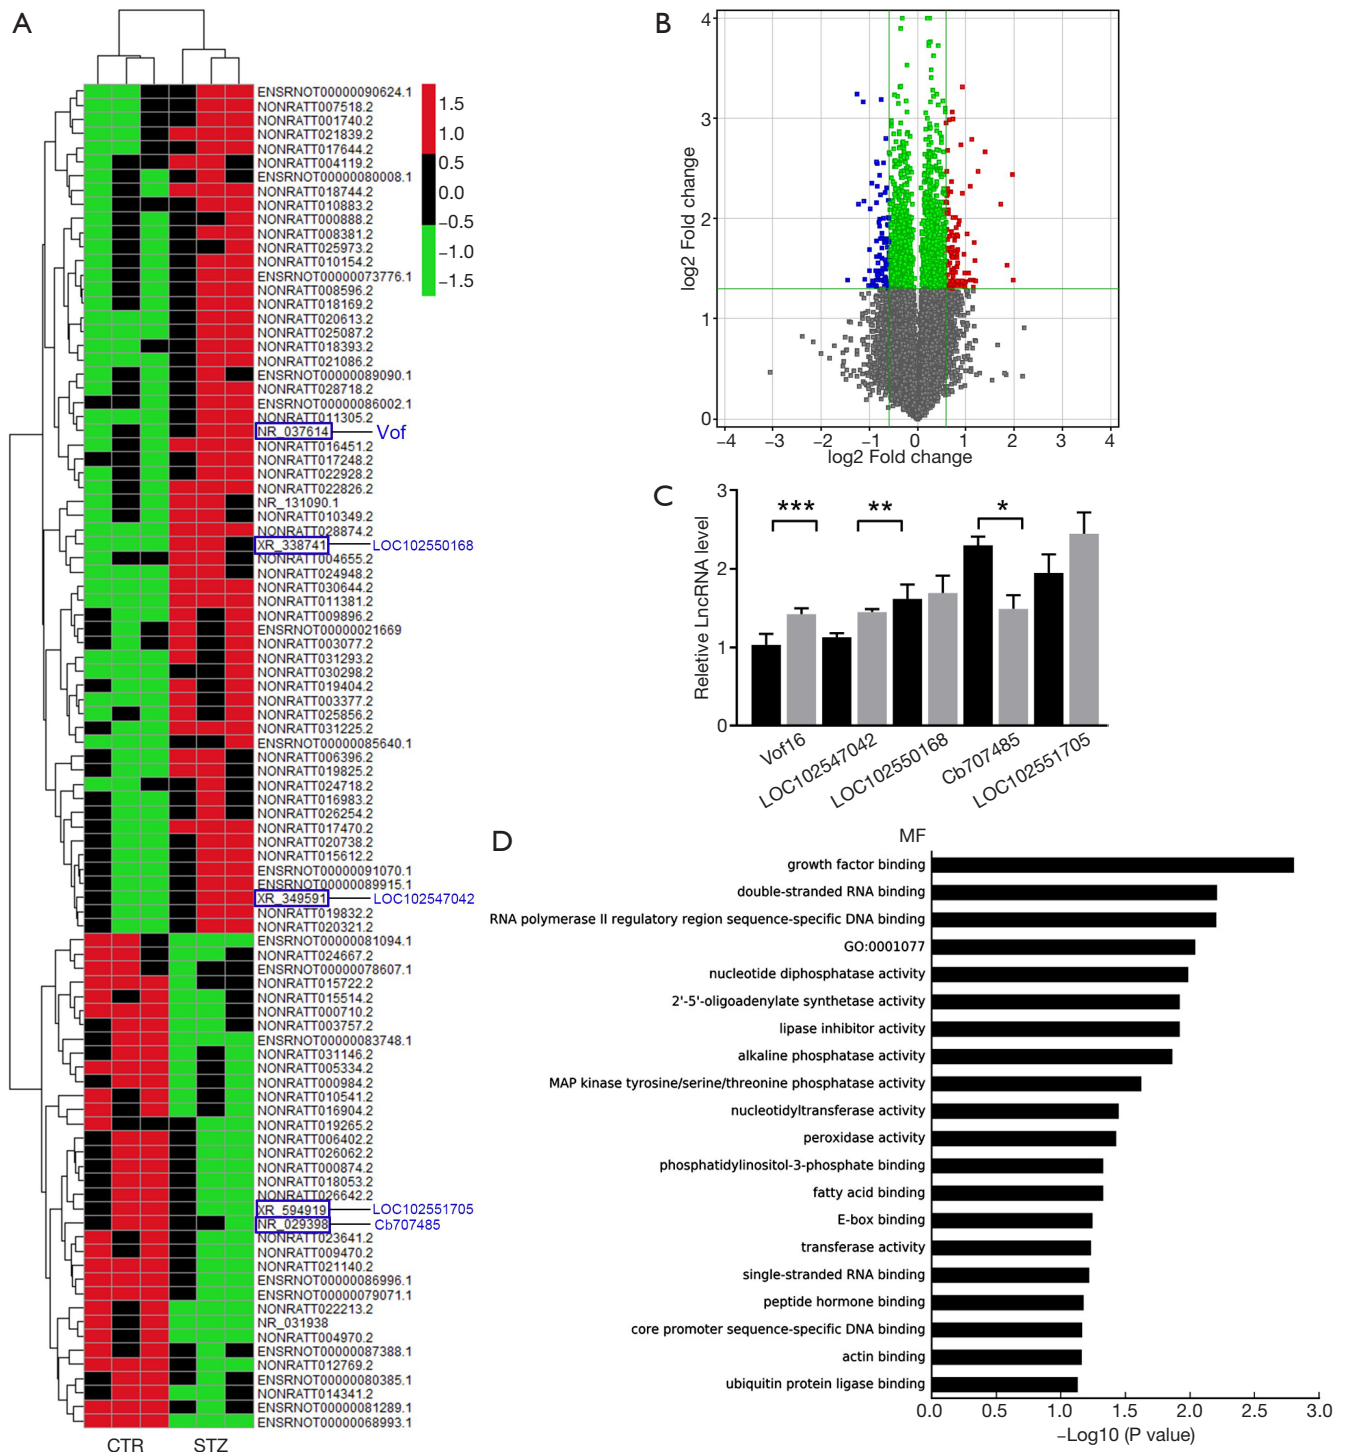 A
ENSRNOT00000090624.1
NONRATT007518.2
NONRATT001740.2
NONRATT021839.2
NONRATT017644.2
NONRATT004119.2
ENSRNOT00000080008.1
NONRATT018744.2
NONRATT010883.2
NONRATT000888.2
NONRATT008381.2
NONRATT025973.2
NONRATT010154.2
ENSRNOT00000073776.1
NONRATT008596.2
NONRATT018169.2
NONRATT020613.2
NONRATT025087.2
NONRATT018393.2
NONRATT021086.2
ENSRNOT00000089090.1
NONRATT028718.2
ENSRNOT00000086002.1
NONRATT011305.2
NR_037614 Vof
NONRATT016451.2
NONRATT017248.2
NONRATT022928.2
NONRATT022826.2
NR_131090.1
NONRATT010349.2
NONRATT028874.2
XR_338741 LOC102550168
NONRATT004655.2
NONRATT024948.2
NONRATT030644.2
NONRATT011381.2
NONRATT009896.2
ENSRNOT00000021669
NONRATT003077.2
NONRATT031293.2
NONRATT030298.2
NONRATT019404.2
NONRATT003377.2
NONRATT025856.2
NONRATT031225.2
ENSRNOT00000085640.1
NONRATT006396.2
NONRATT019825.2
NONRATT024718.2
NONRATT016983.2
NONRATT026254.2
NONRATT017470.2
NONRATT020738.2
NONRATT015612.2
ENSRNOT00000091070.1
ENSRNOT00000089915.1
XR_349591 LOC102547042
NONRATT019832.2
NONRATT020321.2
ENSRNOT00000081094.1
NONRATT024667.2
ENSRNOT00000078607.1
NONRATT015722.2
NONRATT015514.2
NONRATT000710.2
NONRATT003757.2
ENSRNOT00000083748.1
NONRATT031146.2
NONRATT005334.2
NONRATT000984.2
NONRATT010541.2
NONRATT016904.2
NONRATT019265.2
NONRATT006402.2
NONRATT026062.2
NONRATT000874.2
NONRATT018053.2
NONRATT026642.2
XR_594919 LOC102551705
NR_029398 Cb707485
NONRATT023641.2
NONRATT009470.2
NONRATT021140.2
ENSRNOT00000086996.1
ENSRNOT00000079071.1
NONRATT022213.2
NR_031938
NONRATT004970.2
ENSRNOT00000087388.1
NONRATT012769.2
ENSRNOT00000080385.1
NONRATT014341.2
ENSRNOT00000081289.1
ENSRNOT00000068993.1
CTR STZ
1.5
1.0
0.5
0.0
−0.5
−1.0
−1.5
B
log2 Fold change
4
3
2
1
0
−4 −3 −2 −1 0 1 2 3 4
log2 Fold change
C
Reletive LncRNA level
3
2
1
0
*** ** *
Vof16
LOC102547042
LOC102550168
Cb707485
LOC102551705
D
MF
growth factor binding
double-stranded RNA binding
RNA polymerase II regulatory region sequence-specific DNA binding
GO:0001077
nucleotide diphosphatase activity
2'-5'-oligoadenylate synthetase activity
lipase inhibitor activity
alkaline phosphatase activity
MAP kinase tyrosine/serine/threonine phosphatase activity
nucleotidyltransferase activity
peroxidase activity
phosphatidylinositol-3-phosphate binding
fatty acid binding
E-box binding
transferase activity
single-stranded RNA binding
peptide hormone binding
core promoter sequence-specific DNA binding
actin binding
ubiquitin protein ligase binding
0.0 0.5 1.0 1.5 2.0 2.5 3.0
−Log10 (P value)